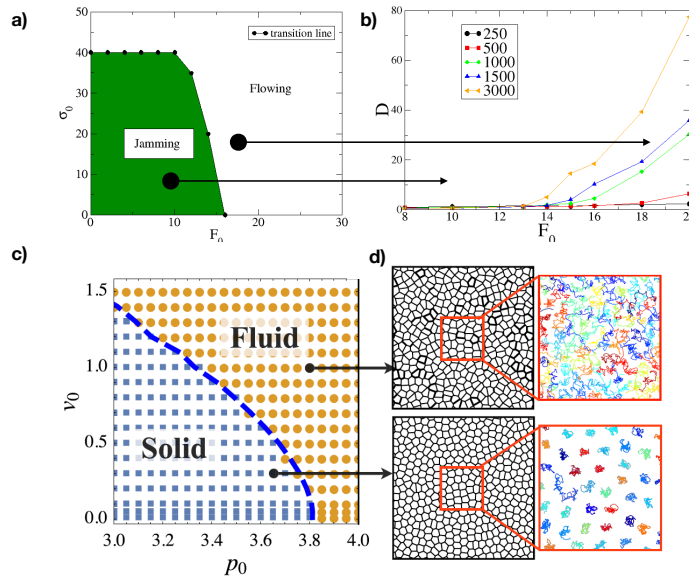 a)
transition line
50
40
30
20
10
0
σ0
Flowing
Jamming
0
10
20
30
F0
b)
80
60
40
20
0
D
250
500
1000
1500
3000
8
10
12
14
16
18
20
F0
c)
1.5
1.0
0.5
0.0
v0
Fluid
Solid
3.0
3.2
3.4
3.6
3.8
4.0
p0
d)